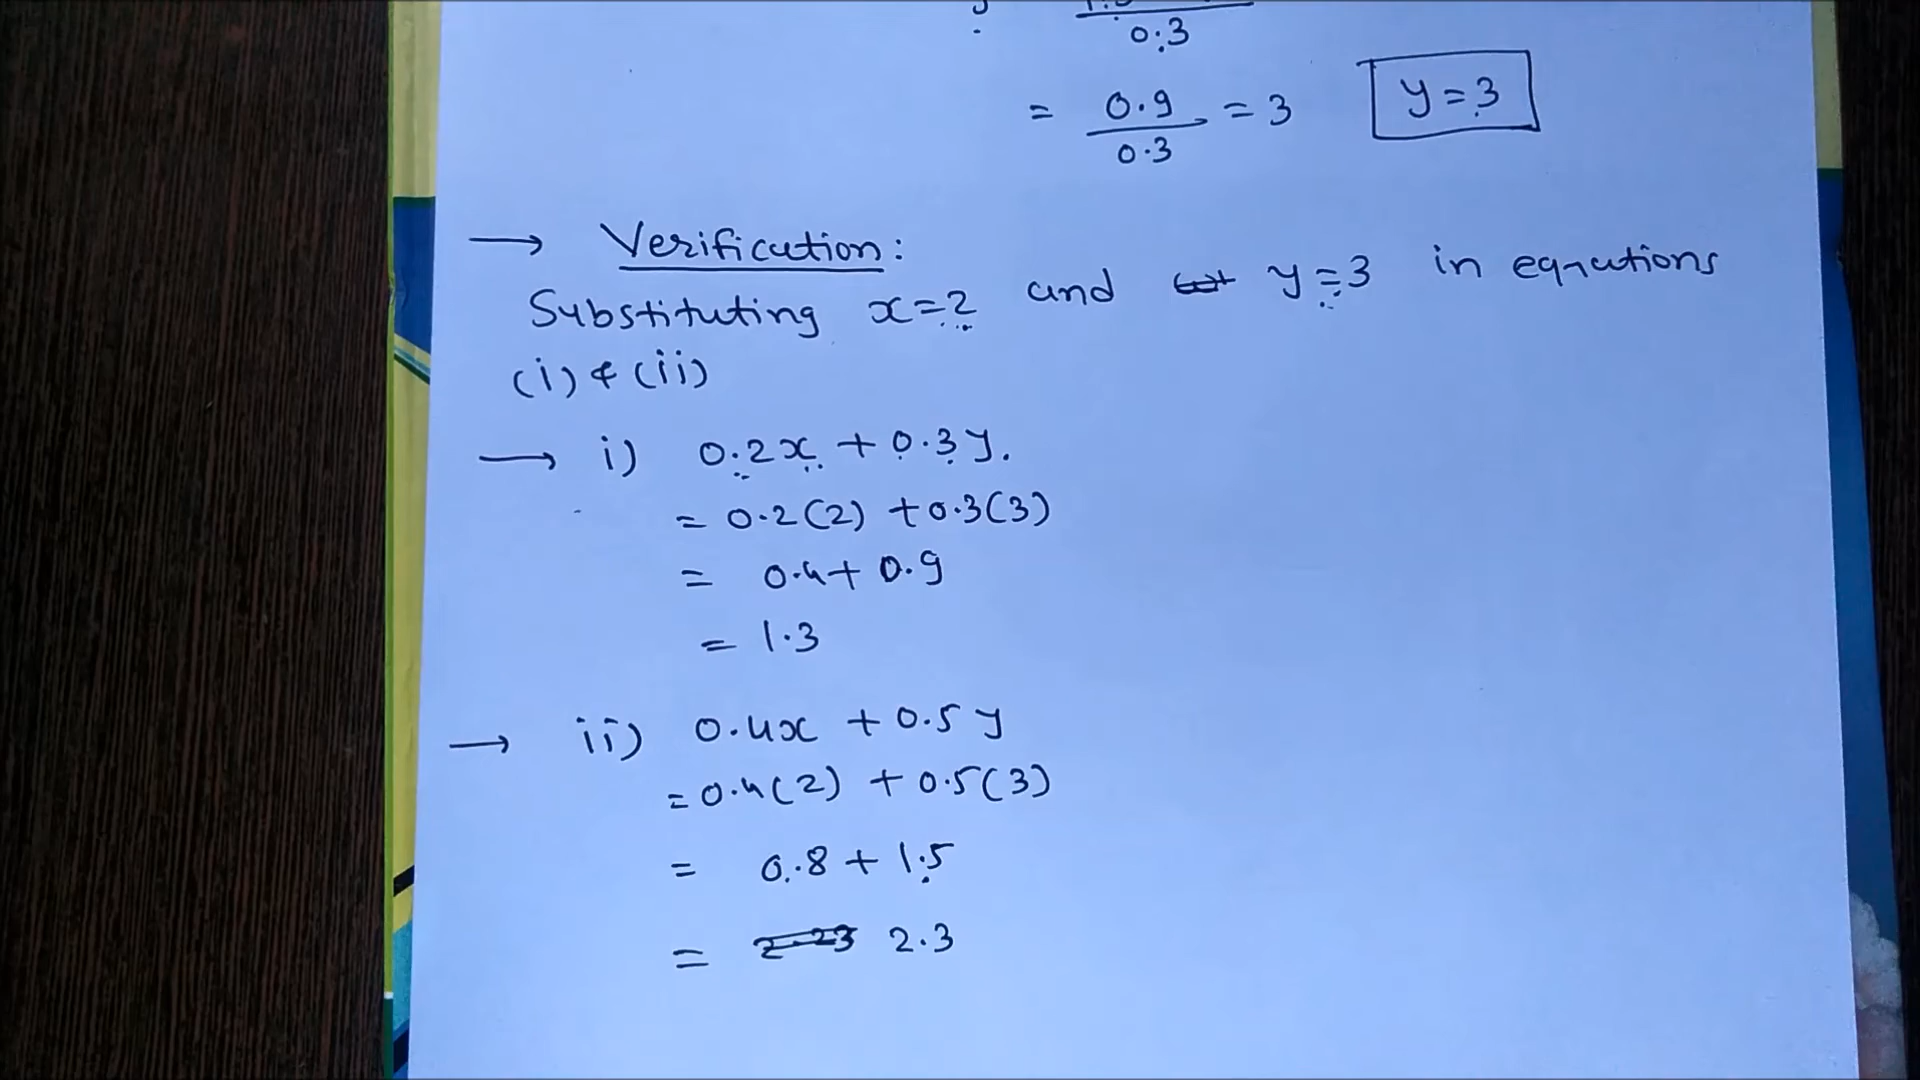 0.3
= 0.9 / 0.3 = 3 y = 3
→ Verification:
Substituting x=2 and y=3 in equations
(i) & (ii)
→ i) 0.2x + 0.3y.
= 0.2(2) + 0.3(3)
= 0.4 + 0.9
= 1.3
→ ii) 0.4x + 0.5y
= 0.4(2) + 0.5(3)
= 0.8 + 1.5
= 2.3